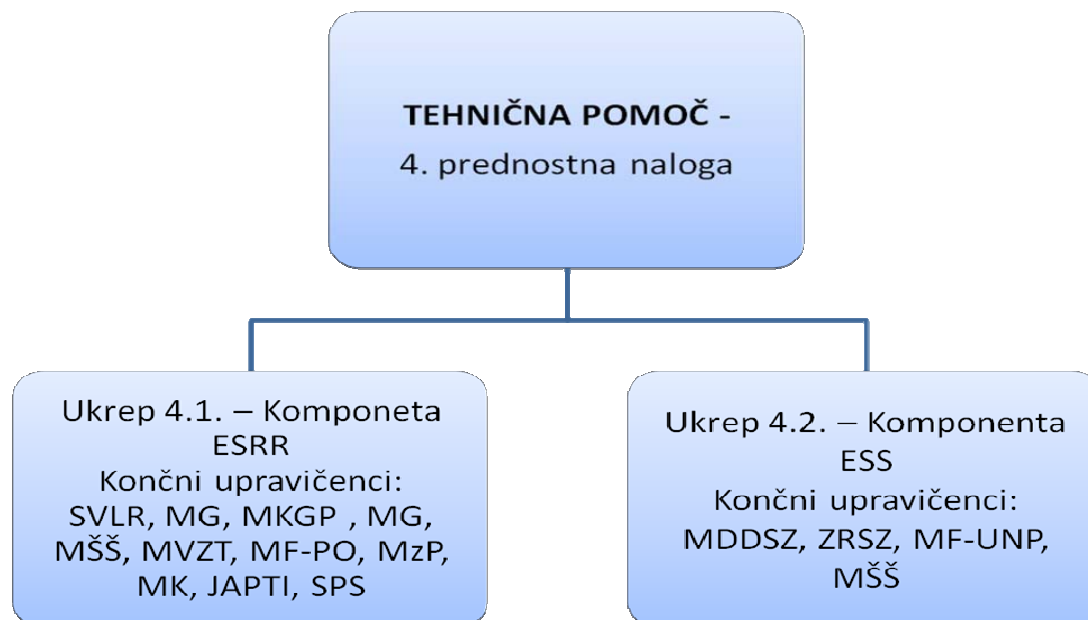 TEHNIČNA POMOČ -
4. prednostna naloga
Ukrep 4.1. – Komponeta
ESRR
Končni upravičenci:
SVLR, MG, MKGP , MG,
MŠŠ, MVZT, MF-PO, MzP,
MK, JAPTI, SPS
Ukrep 4.2. – Komponenta
ESS
Končni upravičenci:
MDDSZ, ZRSZ, MF-UNP,
MŠŠ